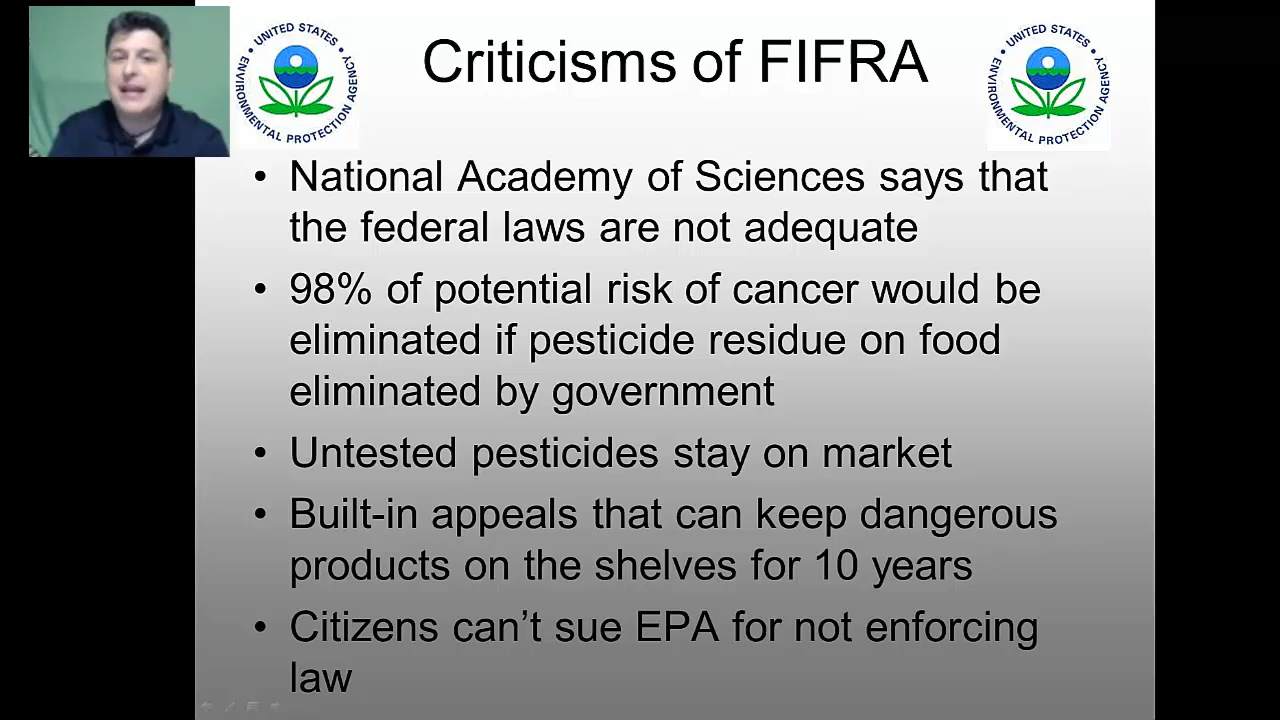 Criticisms of FIFRA
UNITED STATES
ENVIRONMENTAL PROTECTION AGENCY
UNITED STATES
ENVIRONMENTAL PROTECTION AGENCY
• National Academy of Sciences says that
the federal laws are not adequate
• 98% of potential risk of cancer would be
eliminated if pesticide residue on food
eliminated by government
• Untested pesticides stay on market
• Built-in appeals that can keep dangerous
products on the shelves for 10 years
• Citizens can’t sue EPA for not enforcing
law